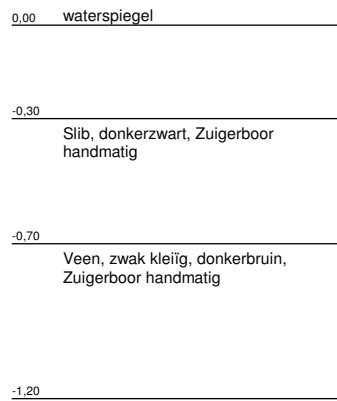 0,00 waterspiegel
-0,30
Slib, donkerzwart, Zuigerboor
handmatig
-0,70
Veen, zwak kleiïg, donkerbruin,
Zuigerboor handmatig
-1,20